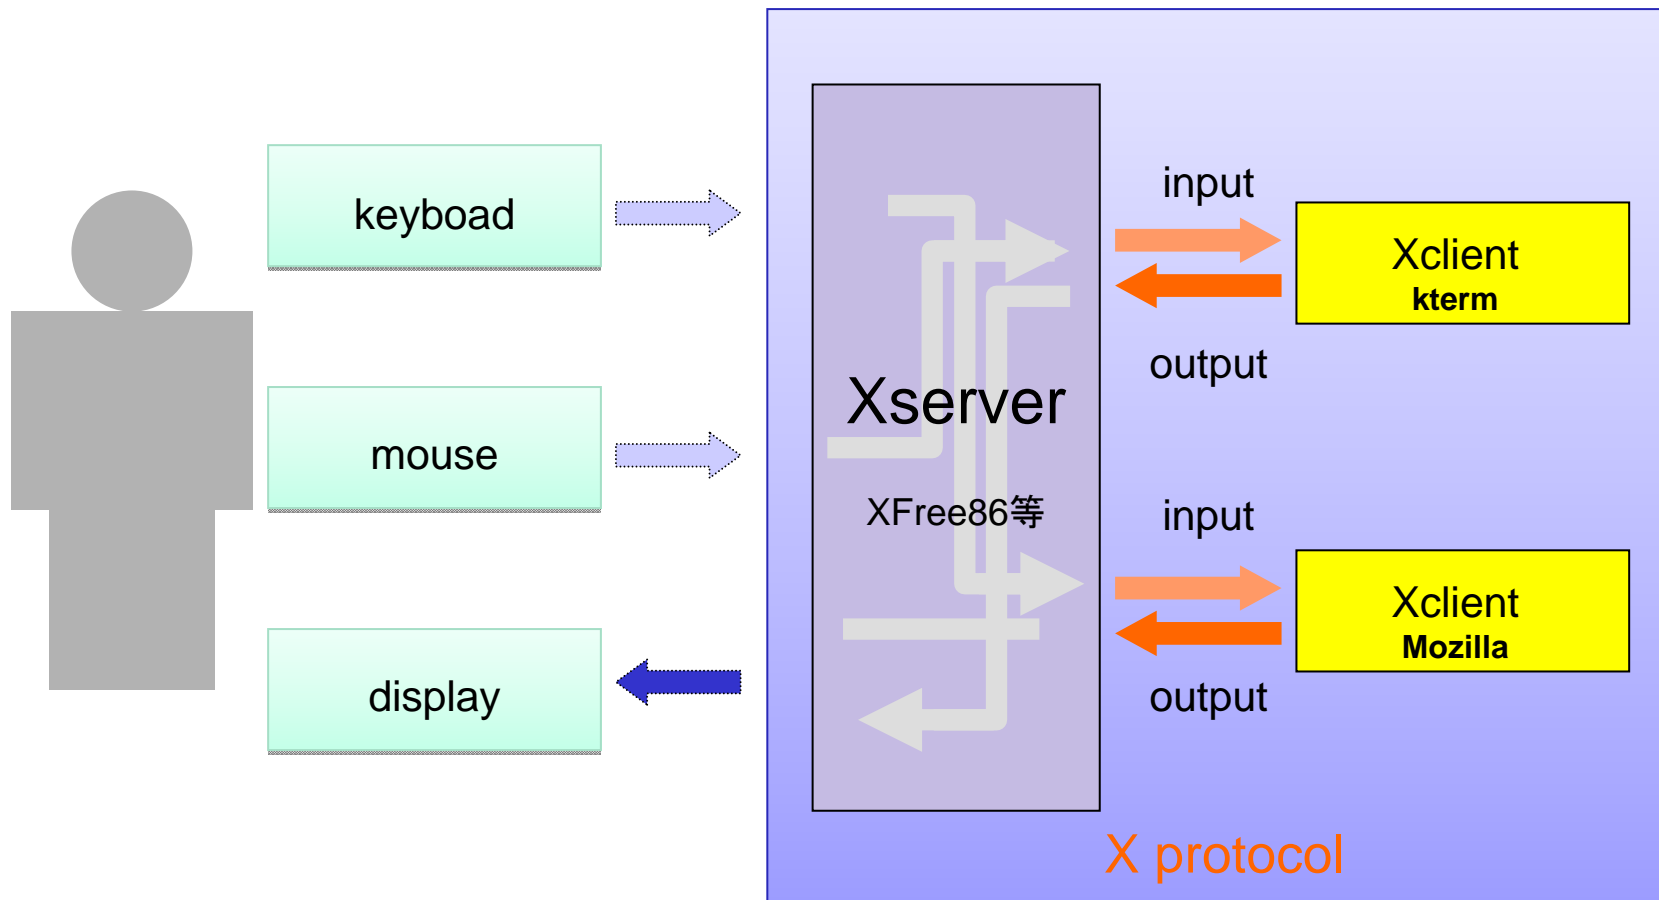 keyboad
mouse
display
Xserver
XFree86等
input
output
Xclient
kterm
input
output
Xclient
Mozilla
X protocol